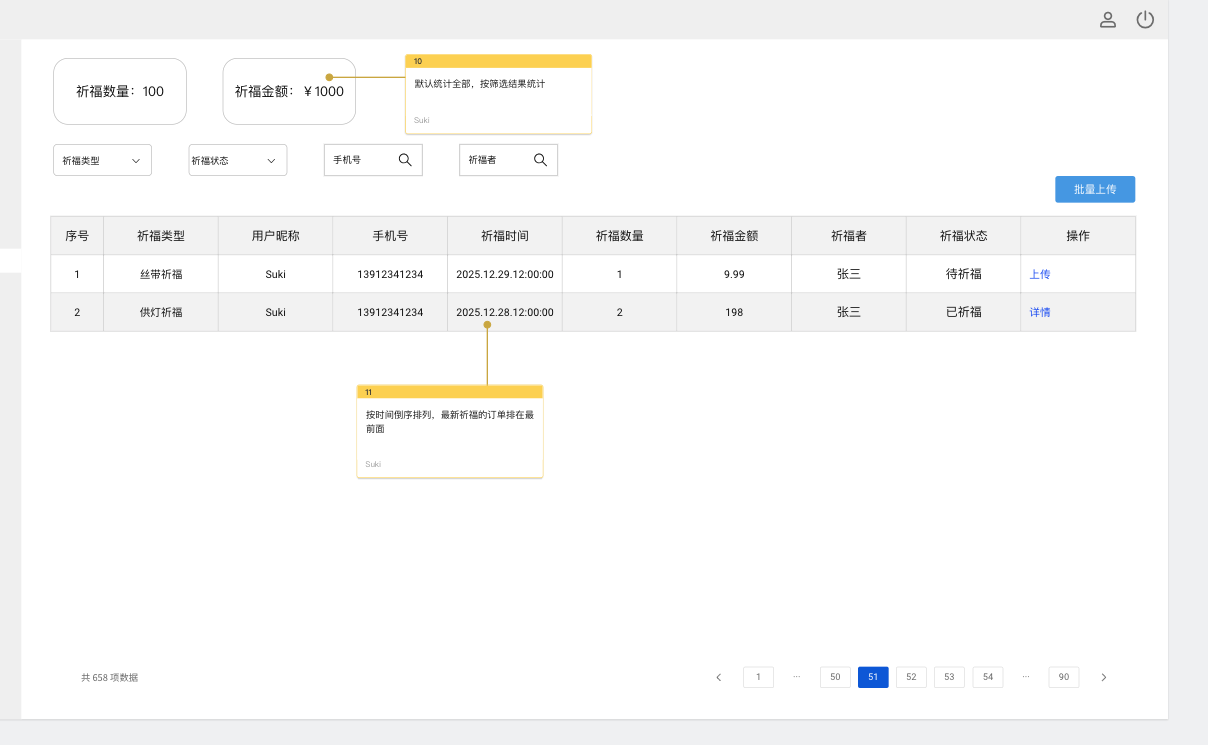 祈福数量：100
祈福金额：￥1000
10
默认统计全部，按筛选结果统计
Suki
祈福类型
祈福状态
手机号
祈福者
批量上传
序号 祈福类型 用户昵称 手机号 祈福时间 祈福数量 祈福金额 祈福者 祈福状态 操作
1 丝带祈福 Suki 13912341234 2025.12.29.12:00:00 1 9.99 张三 待祈福 上传
2 供灯祈福 Suki 13912341234 2025.12.28.12:00:00 2 198 张三 已祈福 详情
11
按时间倒序排列，最新祈福的订单排在最
前面
Suki
共 658 项数据
1 ··· 50 51 52 53 54 ··· 90